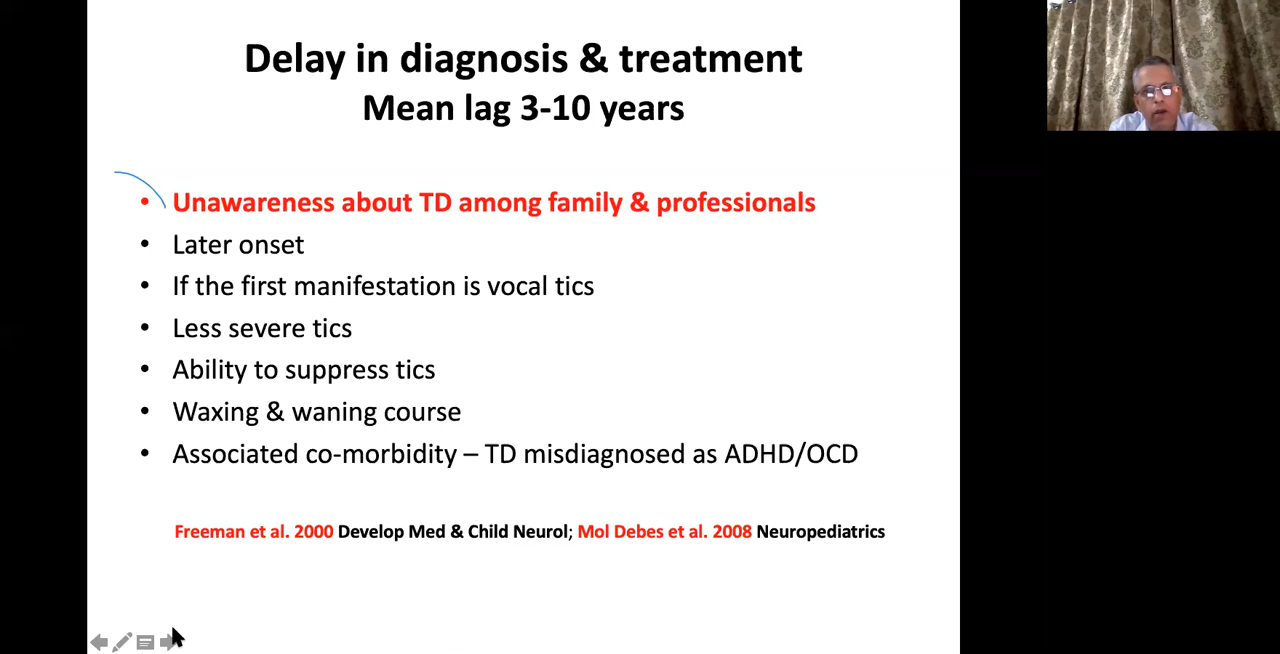 Delay in diagnosis & treatment
Mean lag 3-10 years
• Unawareness about TD among family & professionals
• Later onset
• If the first manifestation is vocal tics
• Less severe tics
• Ability to suppress tics
• Waxing & waning course
• Associated co-morbidity – TD misdiagnosed as ADHD/OCD
Freeman et al. 2000 Develop Med & Child Neurol; Mol Debes et al. 2008 Neuropediatrics